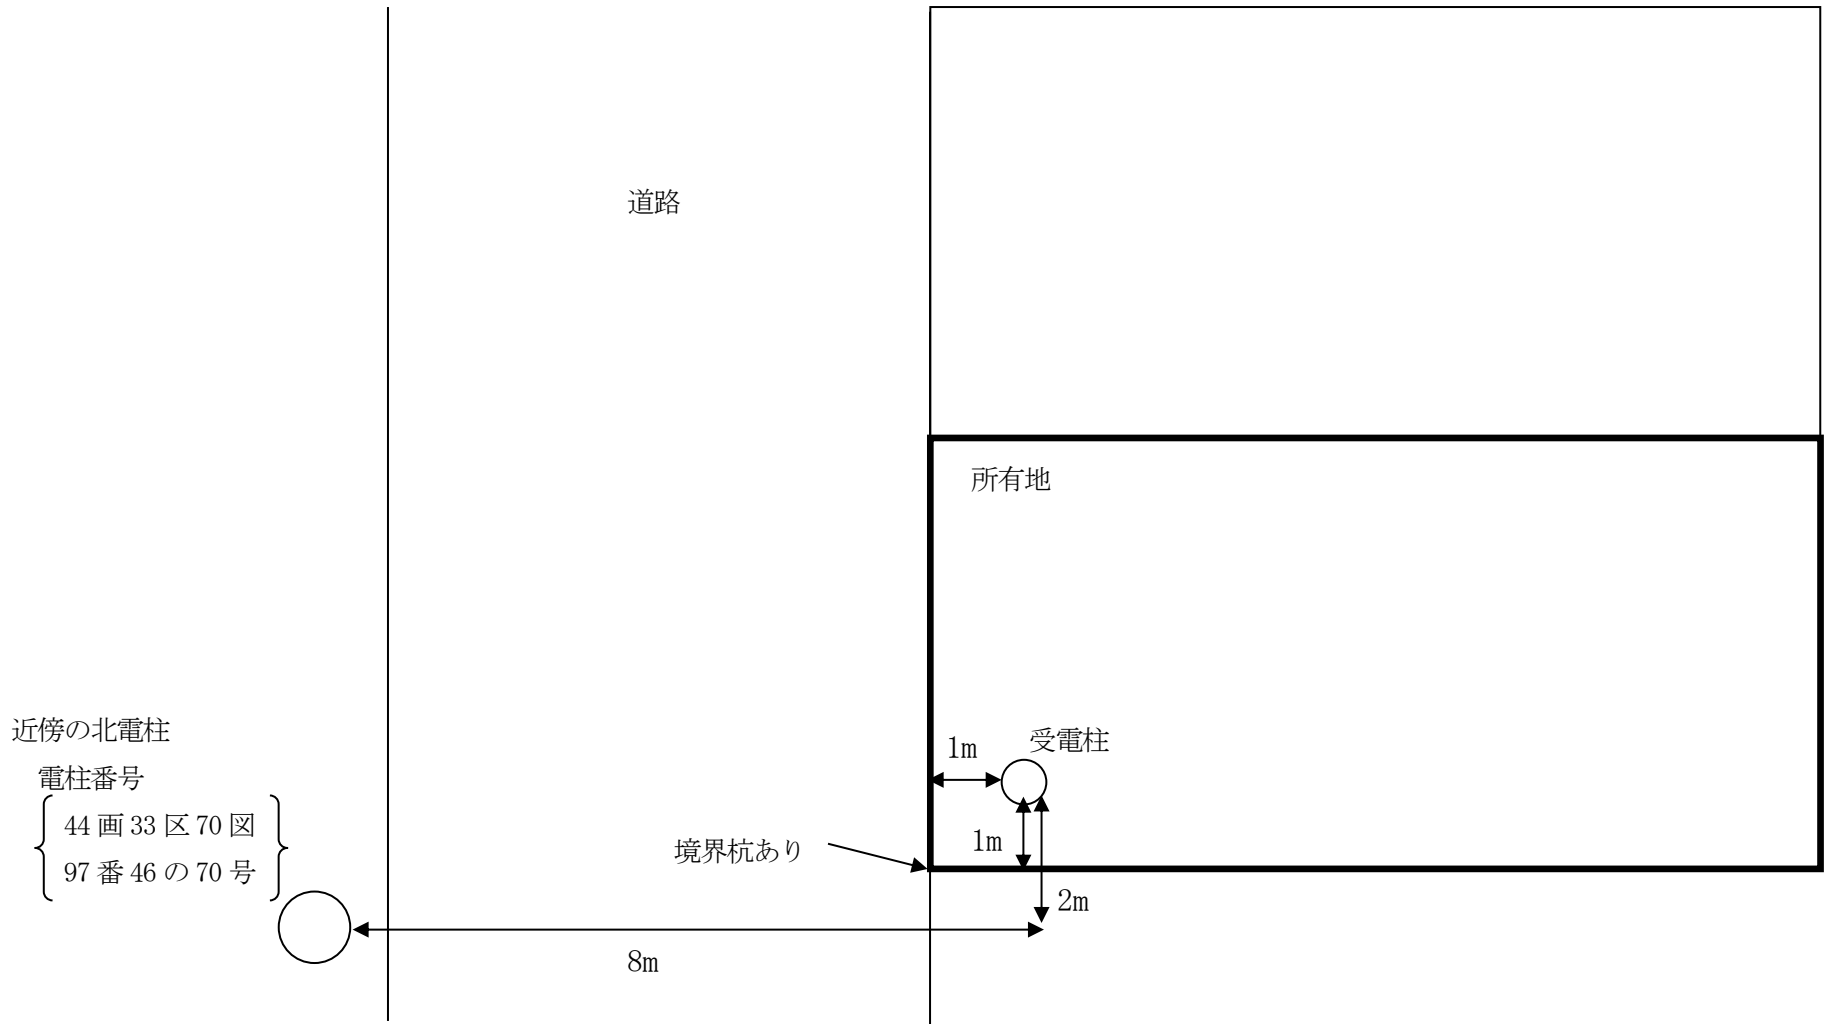 道路
所有地
近傍の北電柱
電柱番号
44画33区70図
97番46の70号
受電柱
1m
1m
境界杭あり
2m
8m